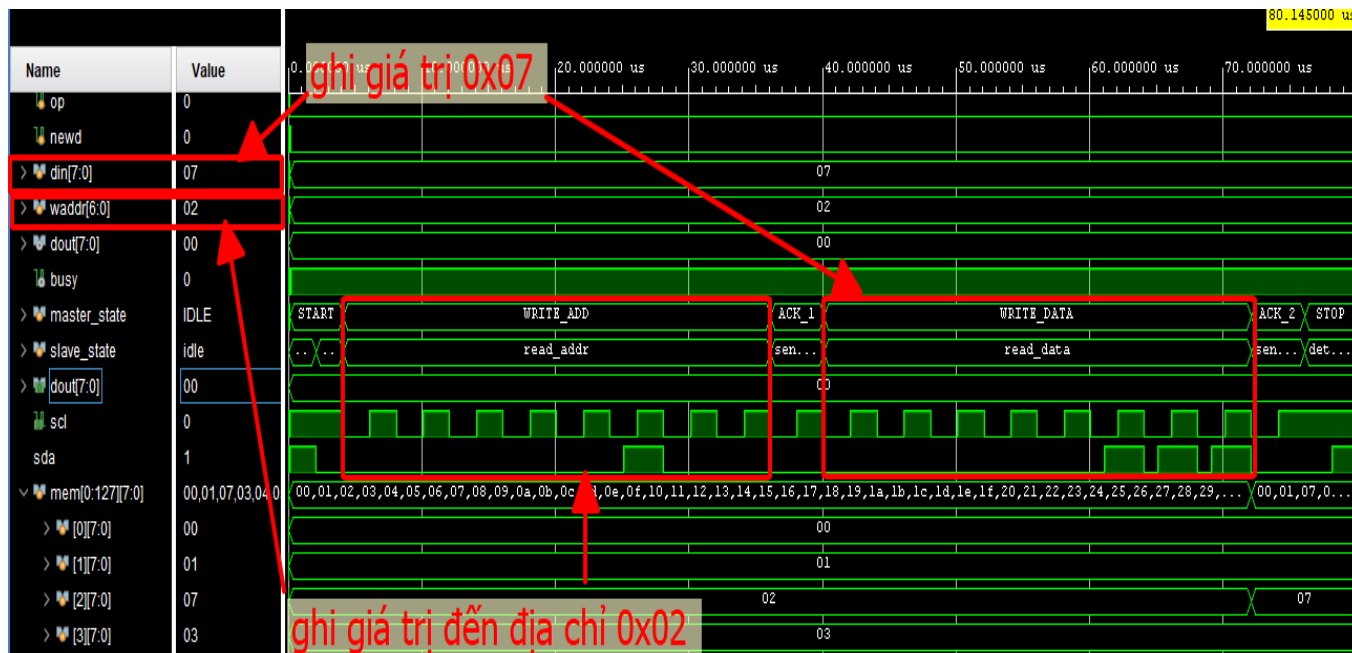 80.145000 us
Name Value
ghi giá trị 0x07
0.000000 us 20.000000 us 30.000000 us 40.000000 us 50.000000 us 60.000000 us 70.000000 us
op 0
newd 0
din[7:0] 07 07
waddr[6:0] 02 02
dout[7:0] 00 00
busy 0
master_state IDLE START WRITE_ADD ACK_1 WRITE_DATA ACK_2 STOP
slave_state idle .. .. read_addr sen... read_data sen... det...
dout[7:0] 00 00
scl 0
sda 1
mem[0:127][7:0] 00,01,07,03,04,0 00,01,02,03,04,05,06,07,08,09,0a,0b,0c, d,0e,0f,10,11,12,13,14,15,16,17,18,19,1a,1b,1c,1d,1e,1f,20,21,22,23,24,25,26,27,28,29,... 00,01,07,0...
[0][7:0] 00 00
[1][7:0] 01 01
[2][7:0] 07 02 07
[3][7:0] 03 03
ghi giá trị đến địa chỉ 0x02